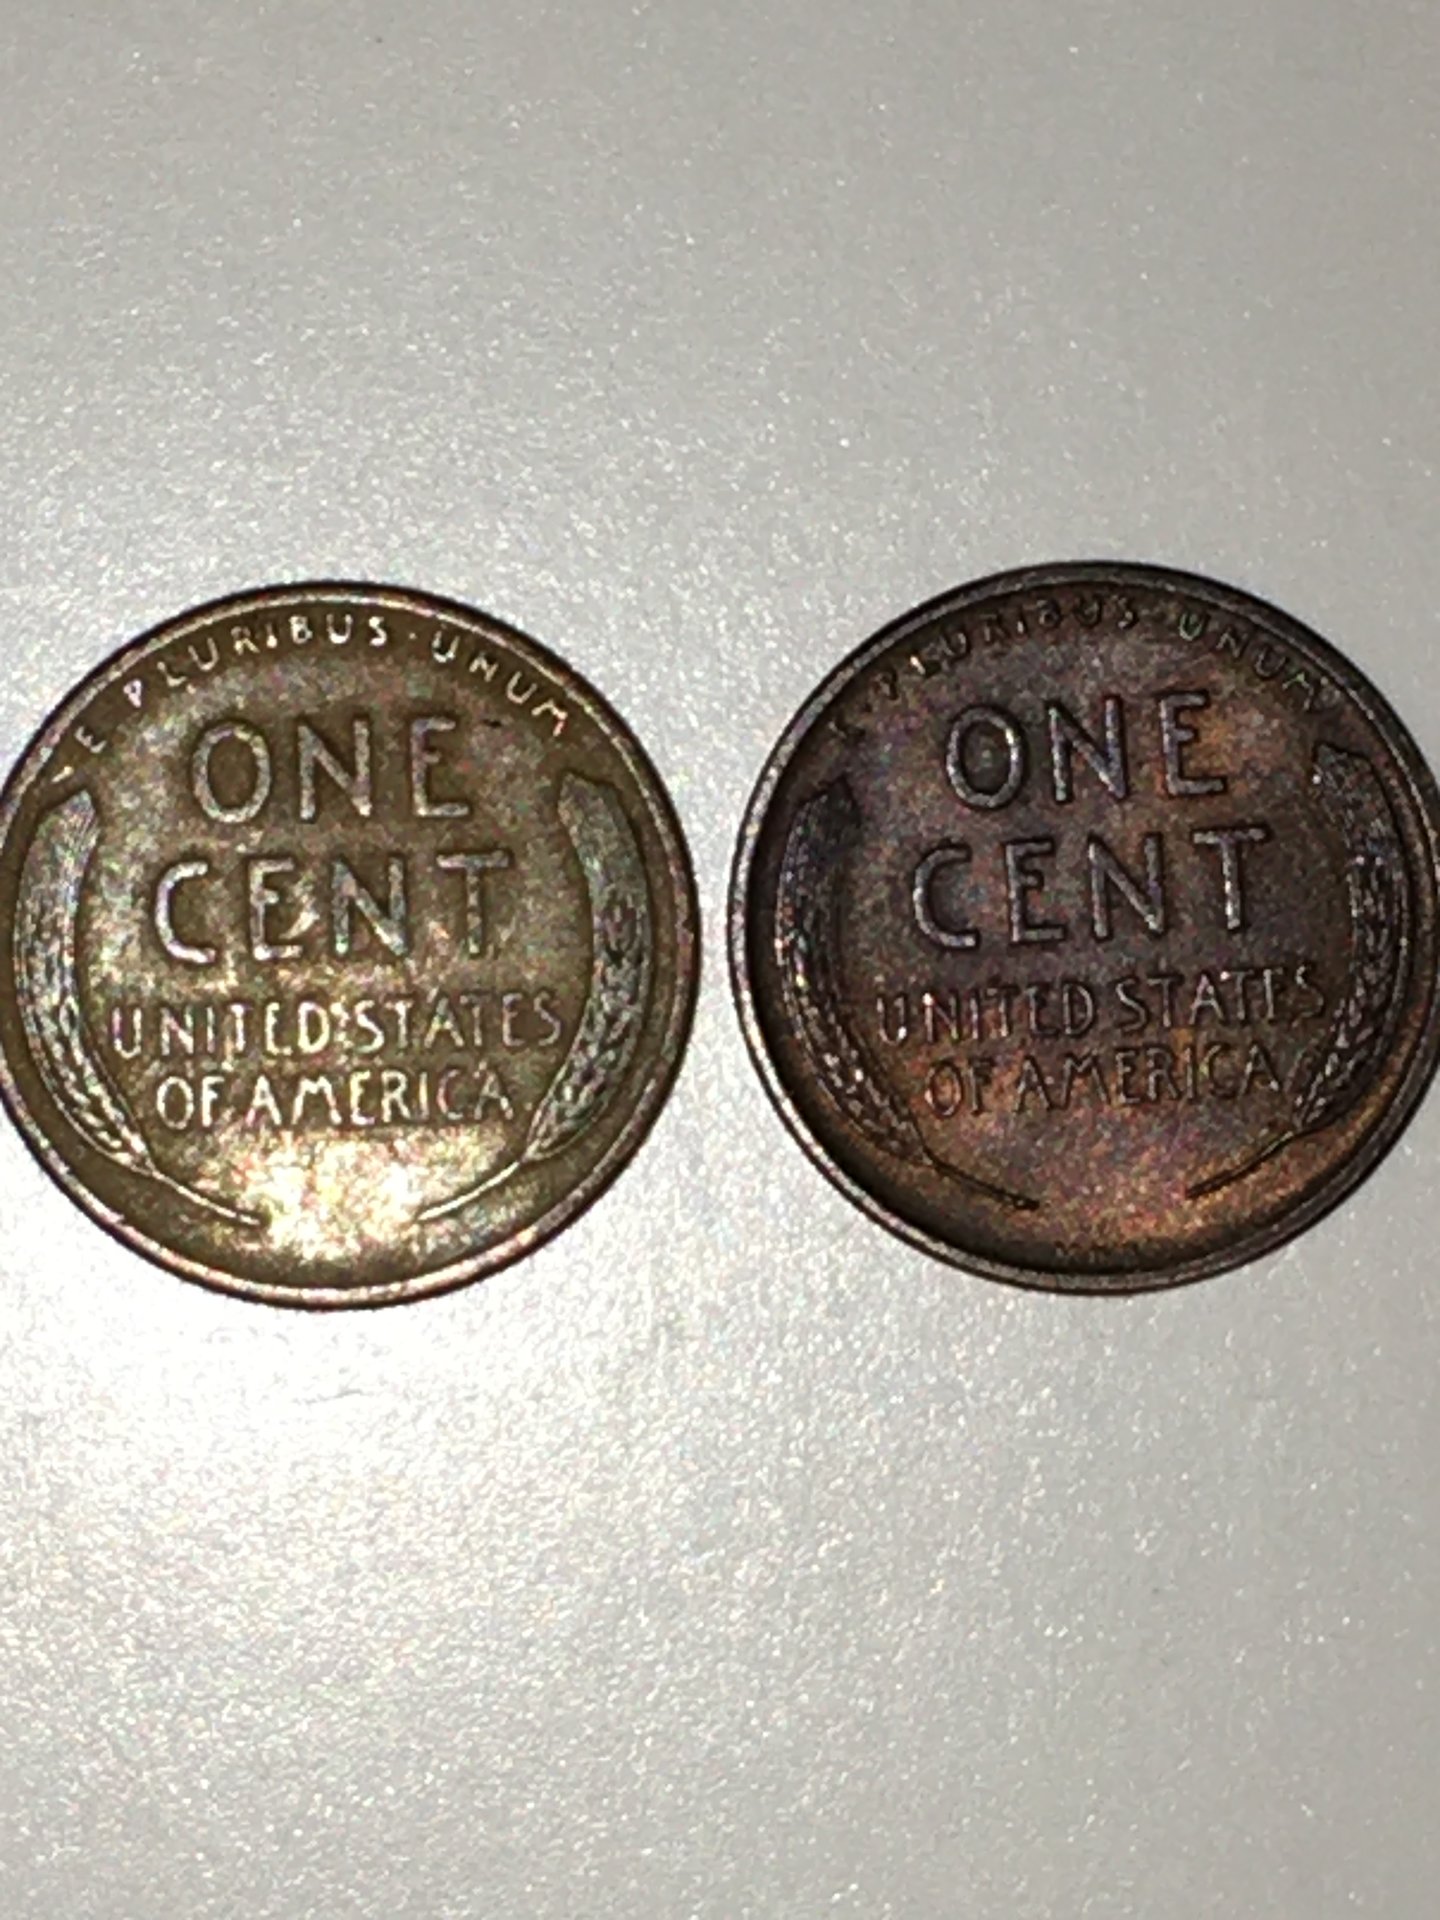 E PLURIBUS · UNUM
ONE
CENT
UNITED STATES
OF AMERICA
E · PLURIBUS · UNUM
ONE
CENT
UNITED STATES
OF AMERICA